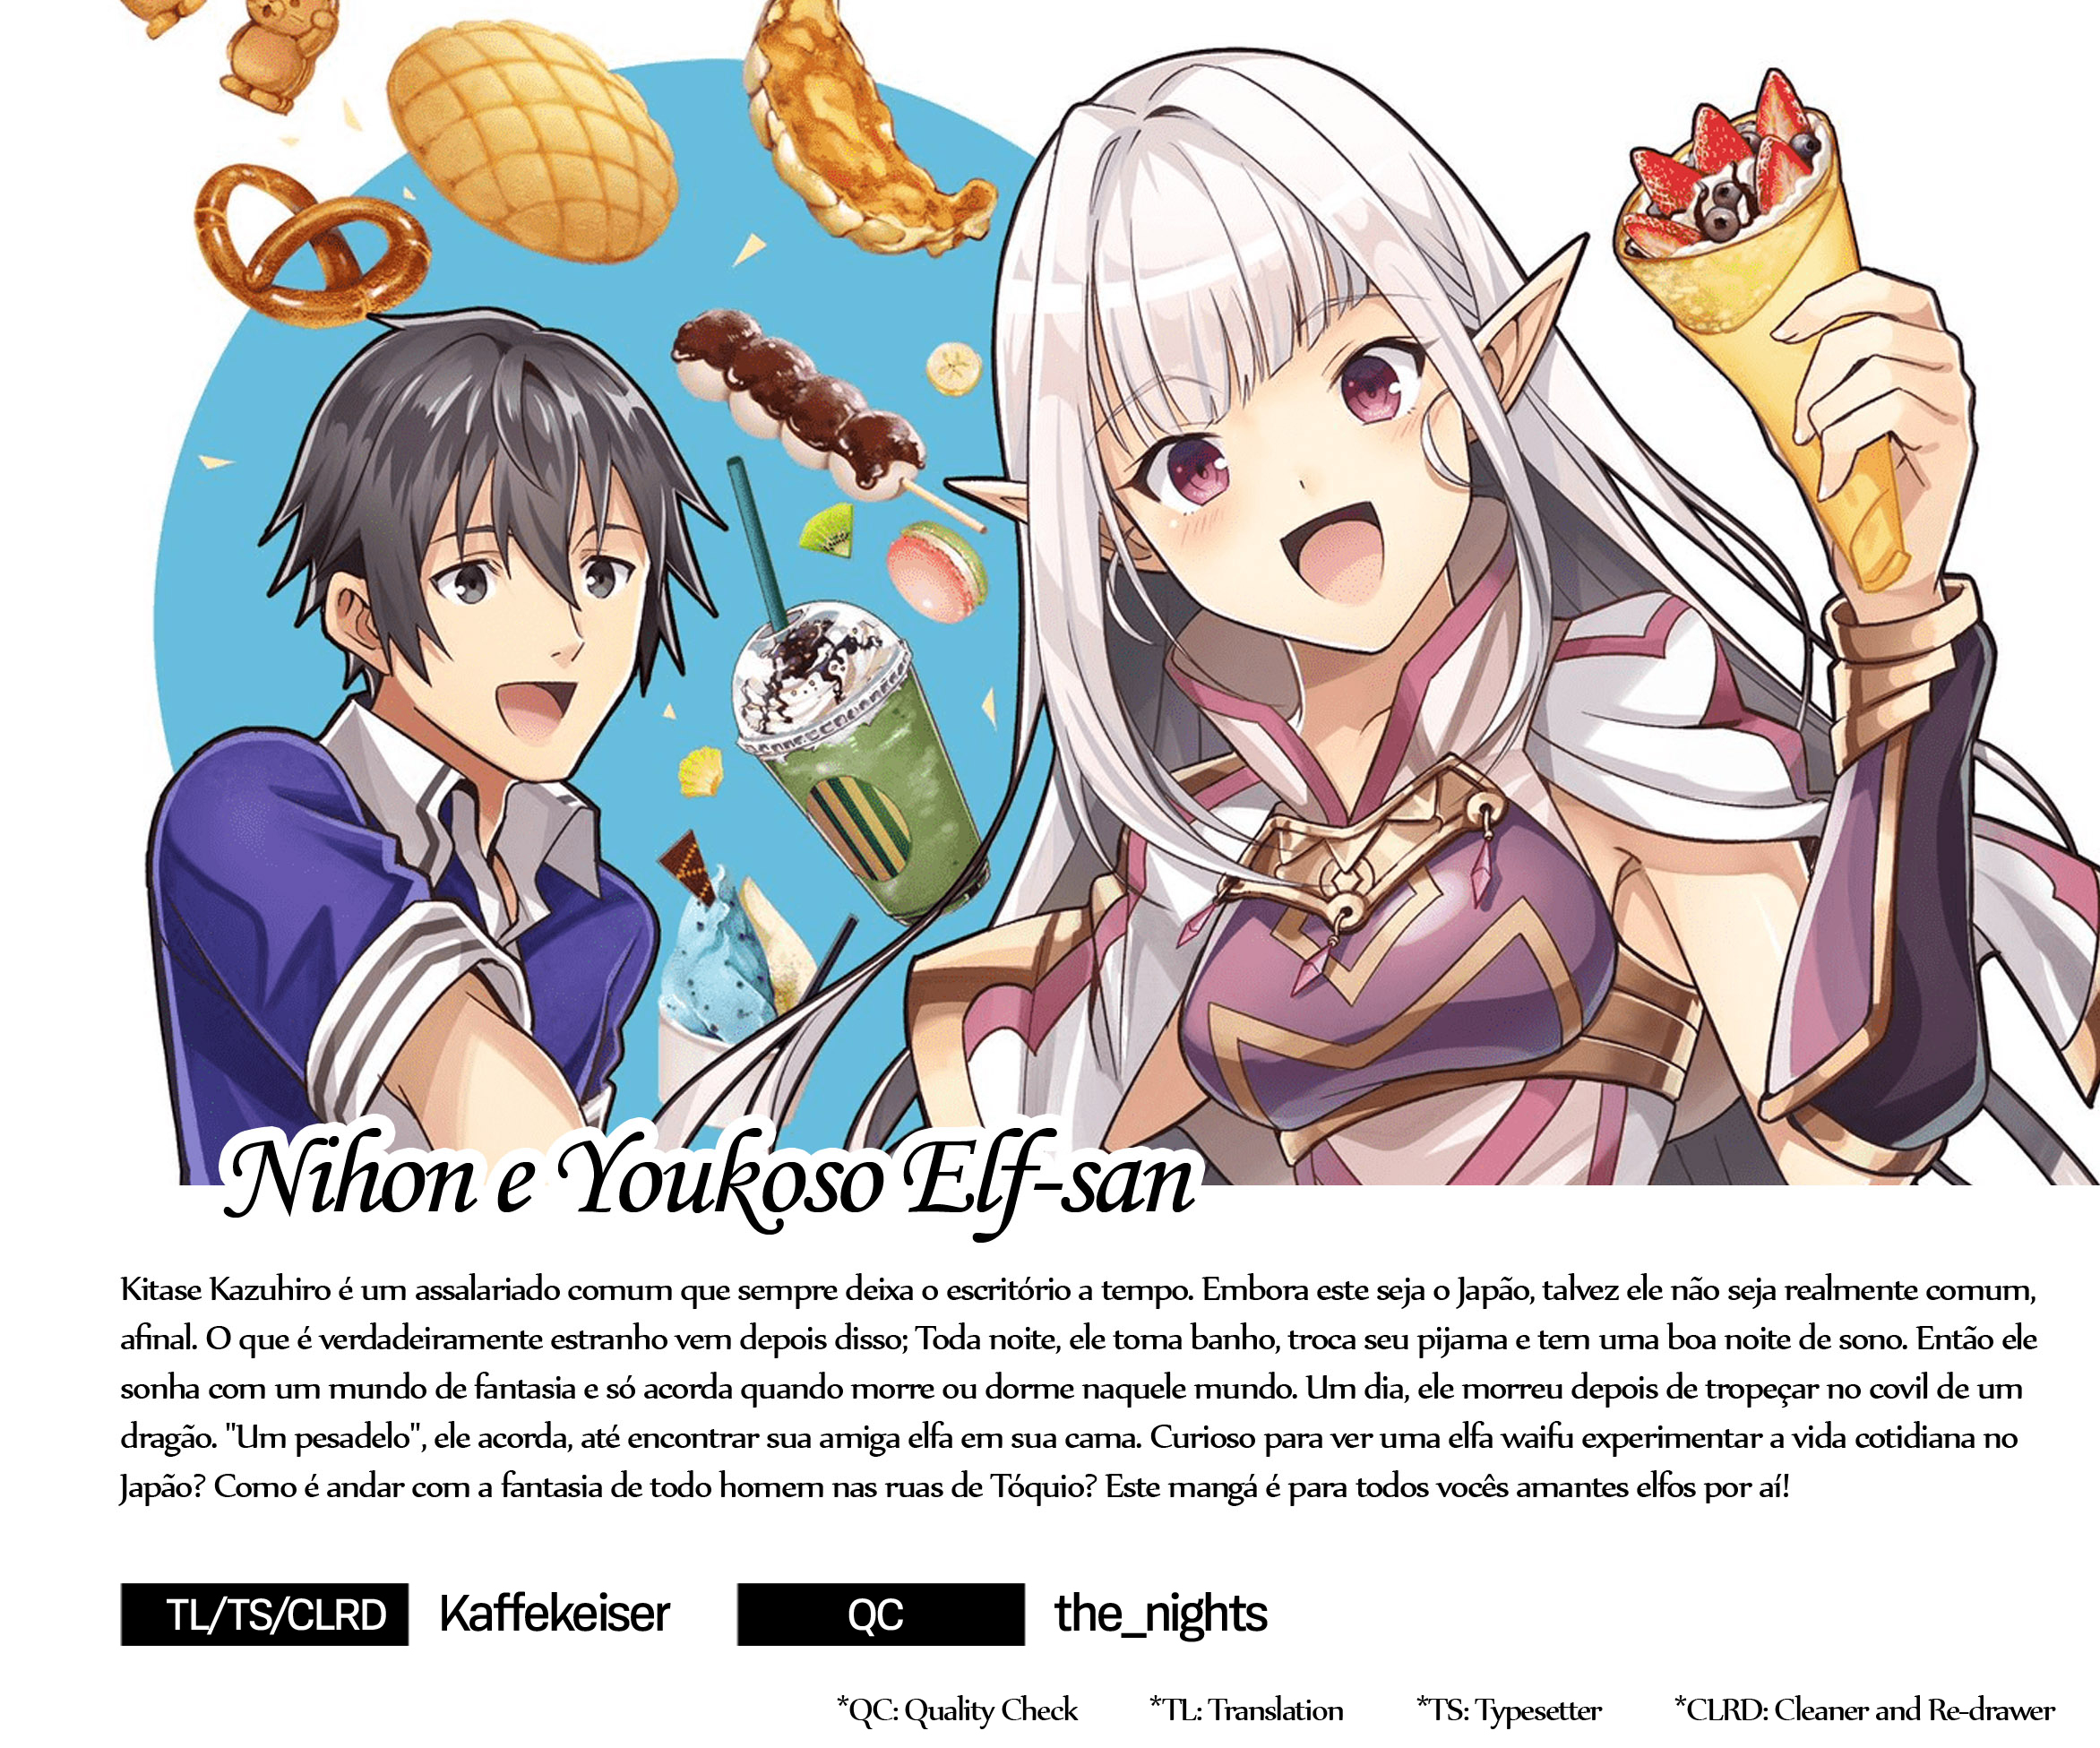 Nihon e Youkoso Elf-san
Kitase Kazuhiro é um assalariado comum que sempre deixa o escritório a tempo. Embora este seja o Japão, talvez ele não seja realmente comum,
afinal. O que é verdadeiramente estranho vem depois disso; Toda noite, ele toma banho, troca seu pijama e tem uma boa noite de sono. Então ele
sonha com um mundo de fantasia e só acorda quando morre ou dorme naquele mundo. Um dia, ele morreu depois de tropeçar no covil de um
dragão. "Um pesadelo", ele acorda, até encontrar sua amiga elfa em sua cama. Curioso para ver uma elfa waifu experimentar a vida cotidiana no
Japão? Como é andar com a fantasia de todo homem nas ruas de Tóquio? Este mangá é para todos vocês amantes elfos por aí!
TL/TS/CLRD Kaffekeiser QC the_nights
*QC: Quality Check *TL: Translation *TS: Typesetter *CLRD: Cleaner and Re-drawer